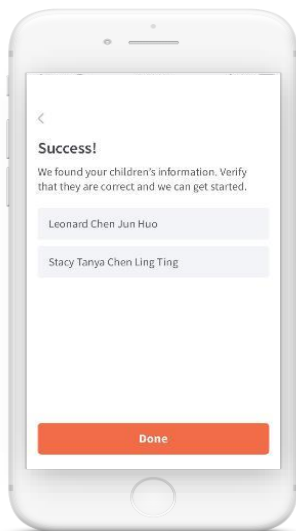 Success!
We found your children's information. Verify
that they are correct and we can get started.
Leonard Chen Jun Huo
Stacy Tanya Chen Ling Ting
Done